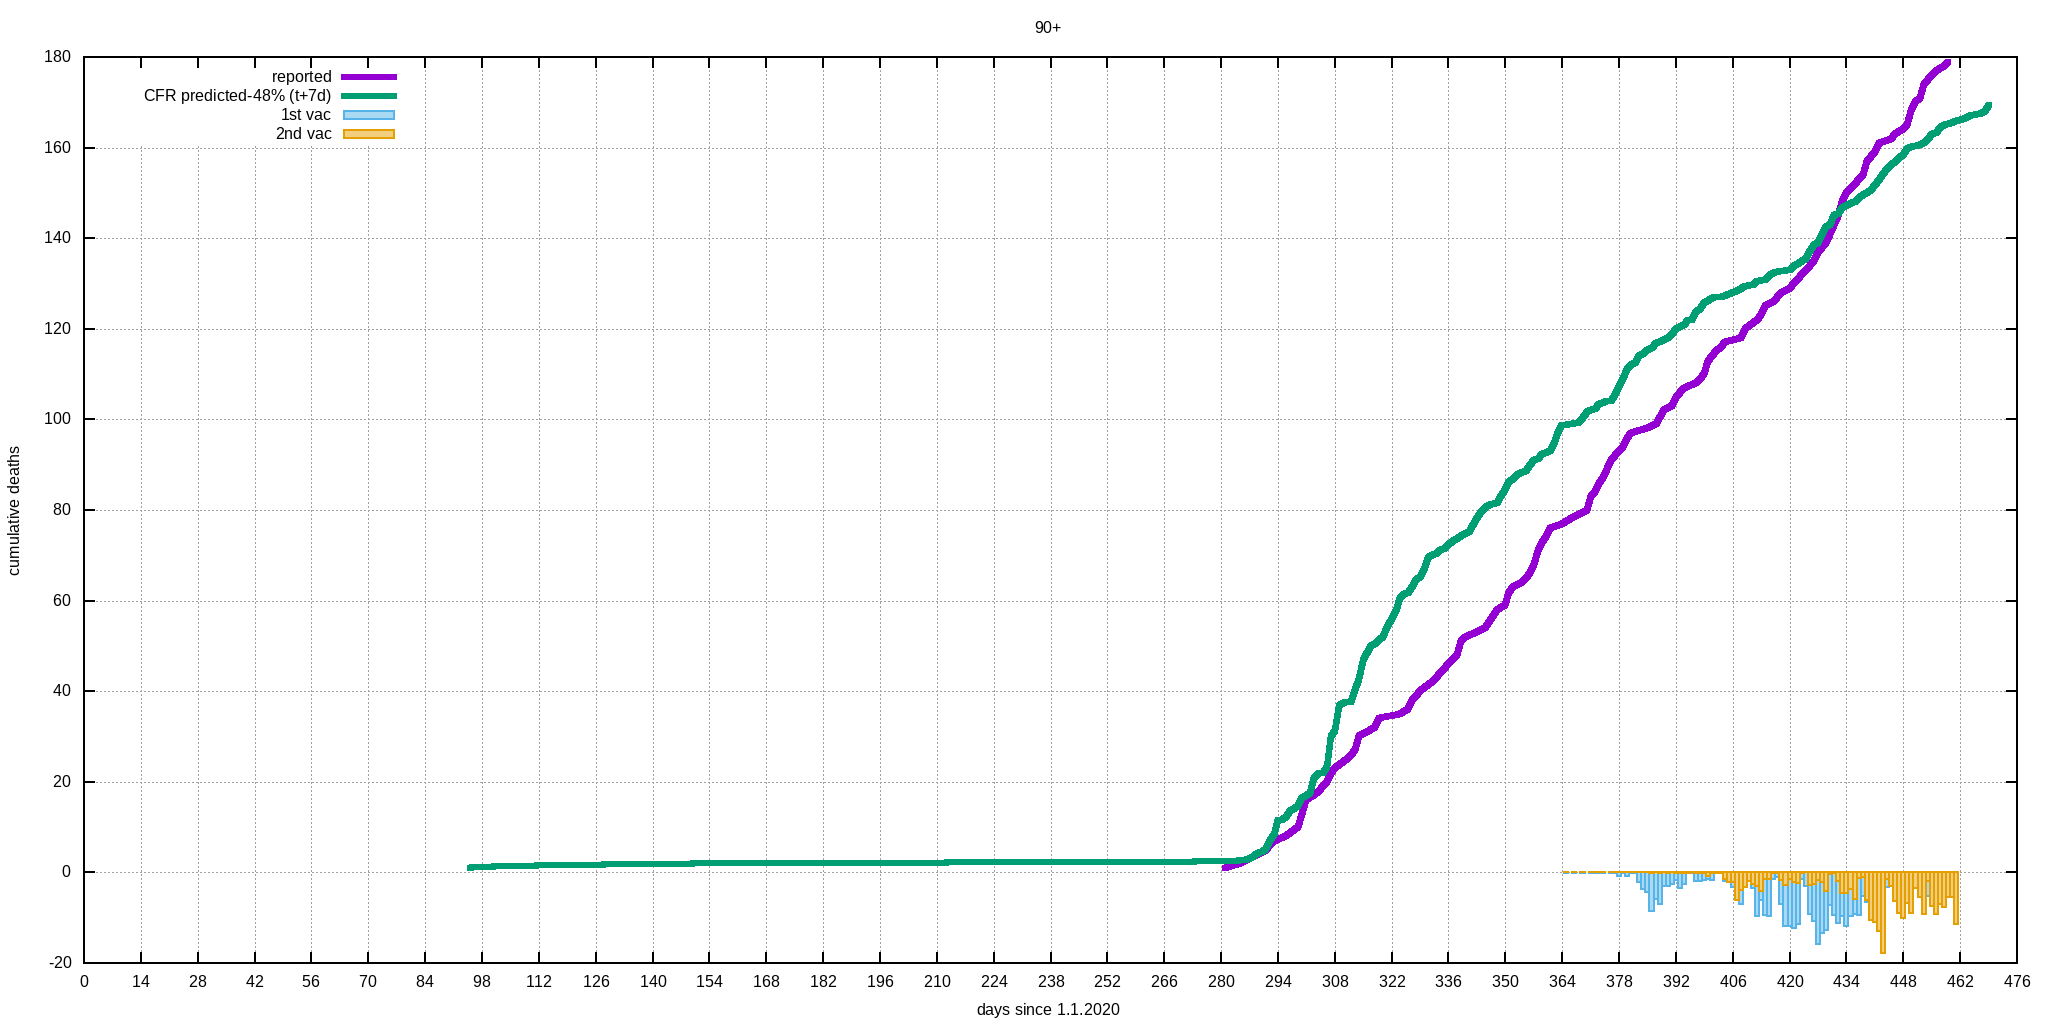 90+
180
160
140
120
100
80
60
40
20
0
-20
cumulative deaths
reported
CFR predicted-48% (t+7d)
1st vac
2nd vac
0 14 28 42 56 70 84 98 112 126 140 154 168 182 196 210 224 238 252 266 280 294 308 322 336 350 364 378 392 406 420 434 448 462 476
days since 1.1.2020